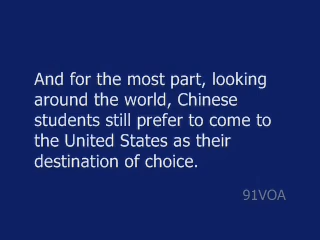 And for the most part, looking
around the world, Chinese
students still prefer to come to
the United States as their
destination of choice.
91VOA